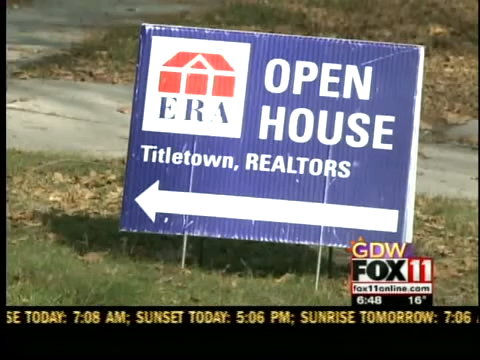 ERA
OPEN
HOUSE
Titletown, REALTORS
GDW
FOX 11
fox11online.com
6:48 16°
SE TODAY: 7:08 AM; SUNSET TODAY: 5:06 PM; SUNRISE TOMORROW: 7:06